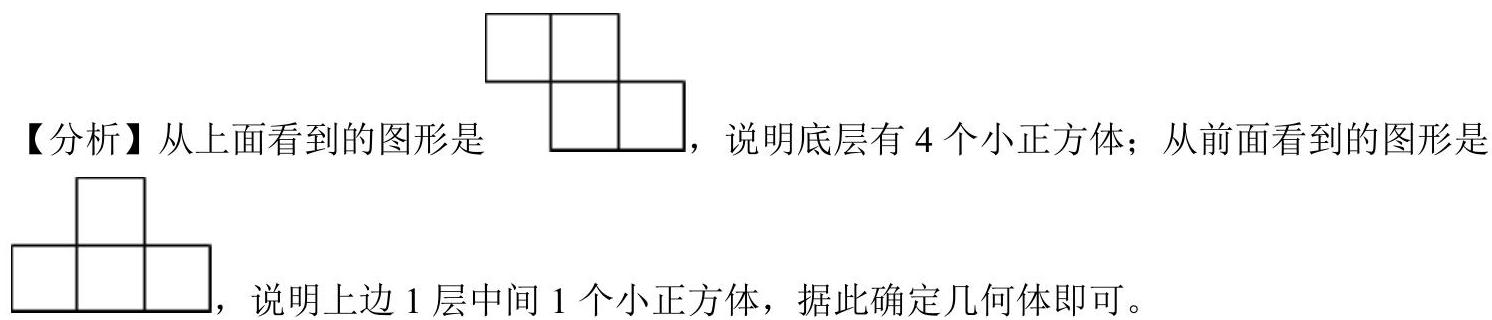 【分析】从上面看到的图形是，说明底层有 4 个小正方体；从前面看到的图形是
，说明上边 1 层中间 1 个小正方体，据此确定几何体即可。